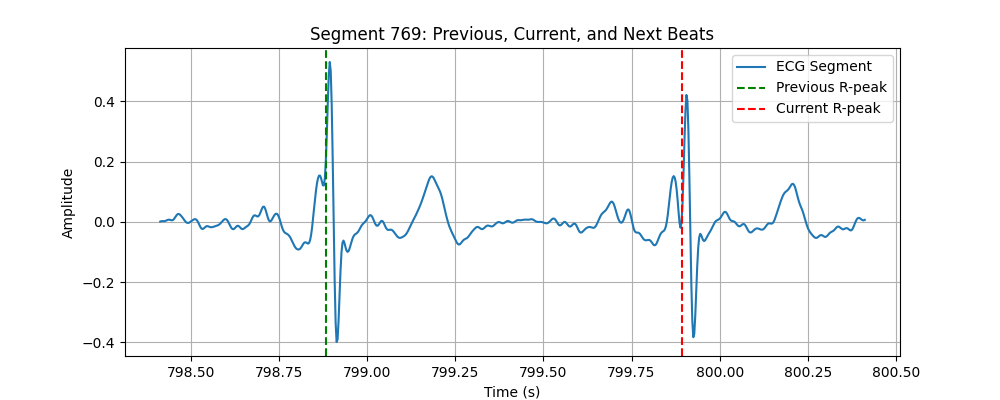 Segment 769: Previous, Current, and Next Beats
ECG Segment
Previous R-peak
Current R-peak
Amplitude
0.4
0.2
0.0
−0.2
−0.4
798.50 798.75 799.00 799.25 799.50 799.75 800.00 800.25 800.50
Time (s)